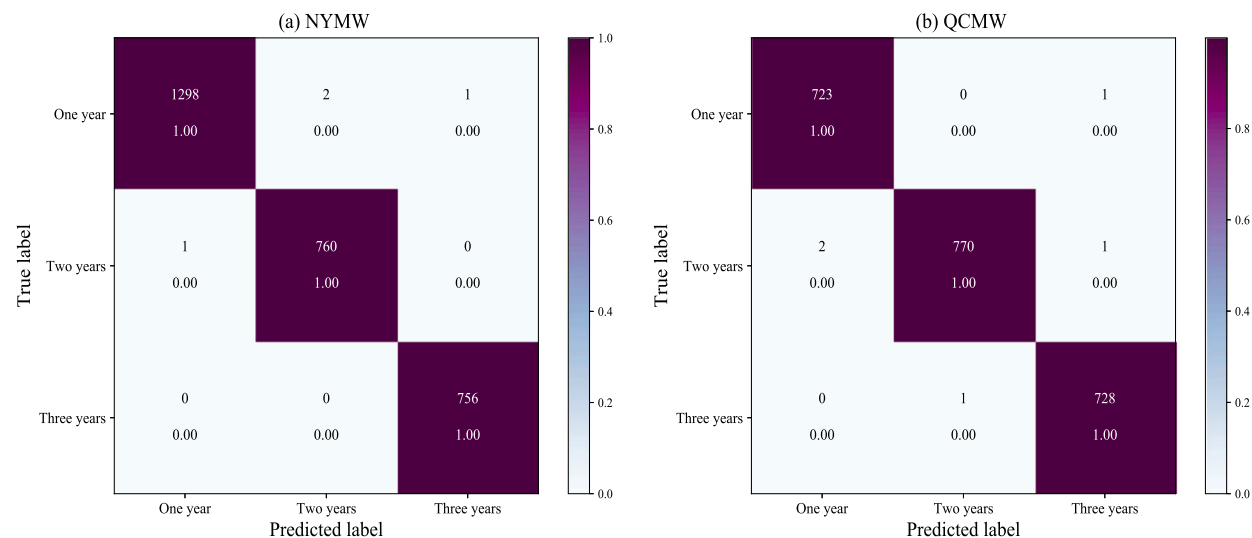 (a) NYMW
True label
One year
Two years
Three years
1298 2 1
1.00 0.00 0.00
1 760 0
0.00 1.00 0.00
0 0 756
0.00 0.00 1.00
One year Two years Three years
Predicted label
1.0
0.8
0.6
0.4
0.2
0.0
(b) QCMW
True label
One year
Two years
Three years
723 0 1
1.00 0.00 0.00
2 770 1
0.00 1.00 0.00
0 1 728
0.00 0.00 1.00
One year Two years Three years
Predicted label
0.8
0.6
0.4
0.2
0.0